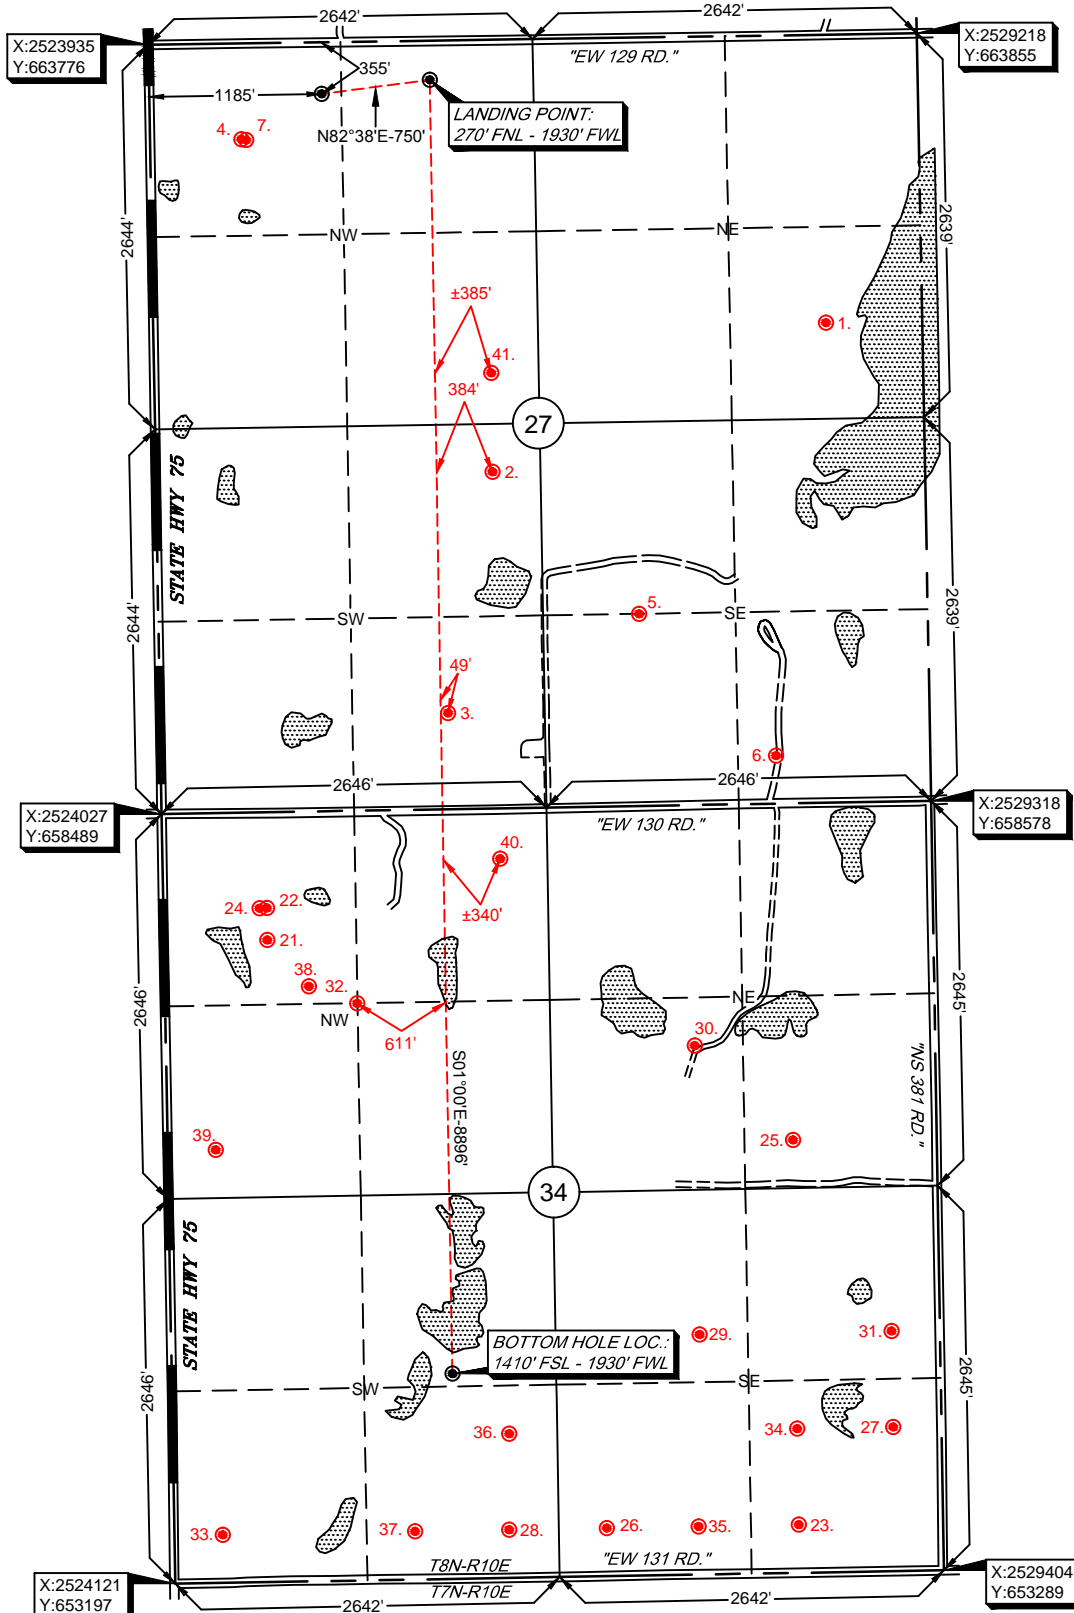 2642'
2642'
X:2523935
Y:663776
X:2529218
Y:663855
"EW 129 RD."
355'
1185'
LANDING POINT:
270' FNL - 1930' FWL
N82°38'E-750'
4.
7.
2644'
NW
NE
2639'
±385'
1.
41.
384'
27
2.
STATE HWY 75
2644'
SW
5.
SE
2639'
49'
3.
6.
2646'
2646'
X:2524027
Y:658489
X:2529318
Y:658578
"EW 130 RD."
40.
±340'
24.
22.
21.
38.
32.
2646'
NW
NE
2645'
611'
30.
S01°00'E-8896'
"NS 381 RD."
39.
25.
34
STATE HWY 75
29.
31.
BOTTOM HOLE LOC.:
1410' FSL - 1930' FWL
2646'
SW
SE
2645'
36.
34.
27.
33.
37.
28.
26.
35.
23.
T8N-R10E
"EW 131 RD."
T7N-R10E
X:2524121
Y:653197
X:2529404
Y:653289
2642'
2642'